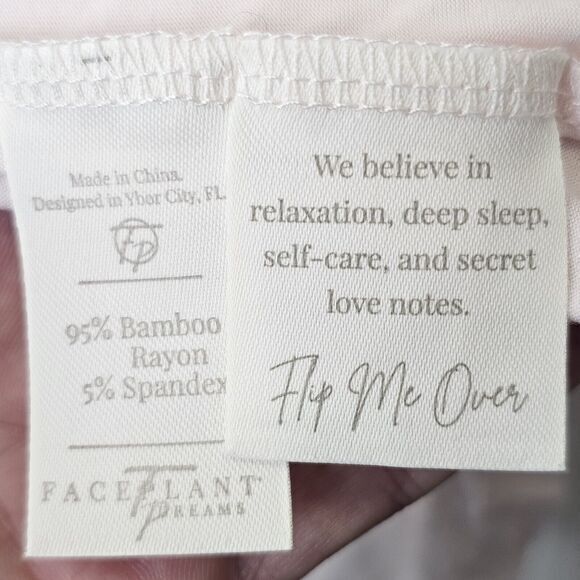 Made in China.
Designed in Ybor City, FL
FP
95% Bamboo
Rayon
5% Spandex
FACEPLANT
DREAMS
We believe in
relaxation, deep sleep,
self-care, and secret
love notes.
Flip Me Over